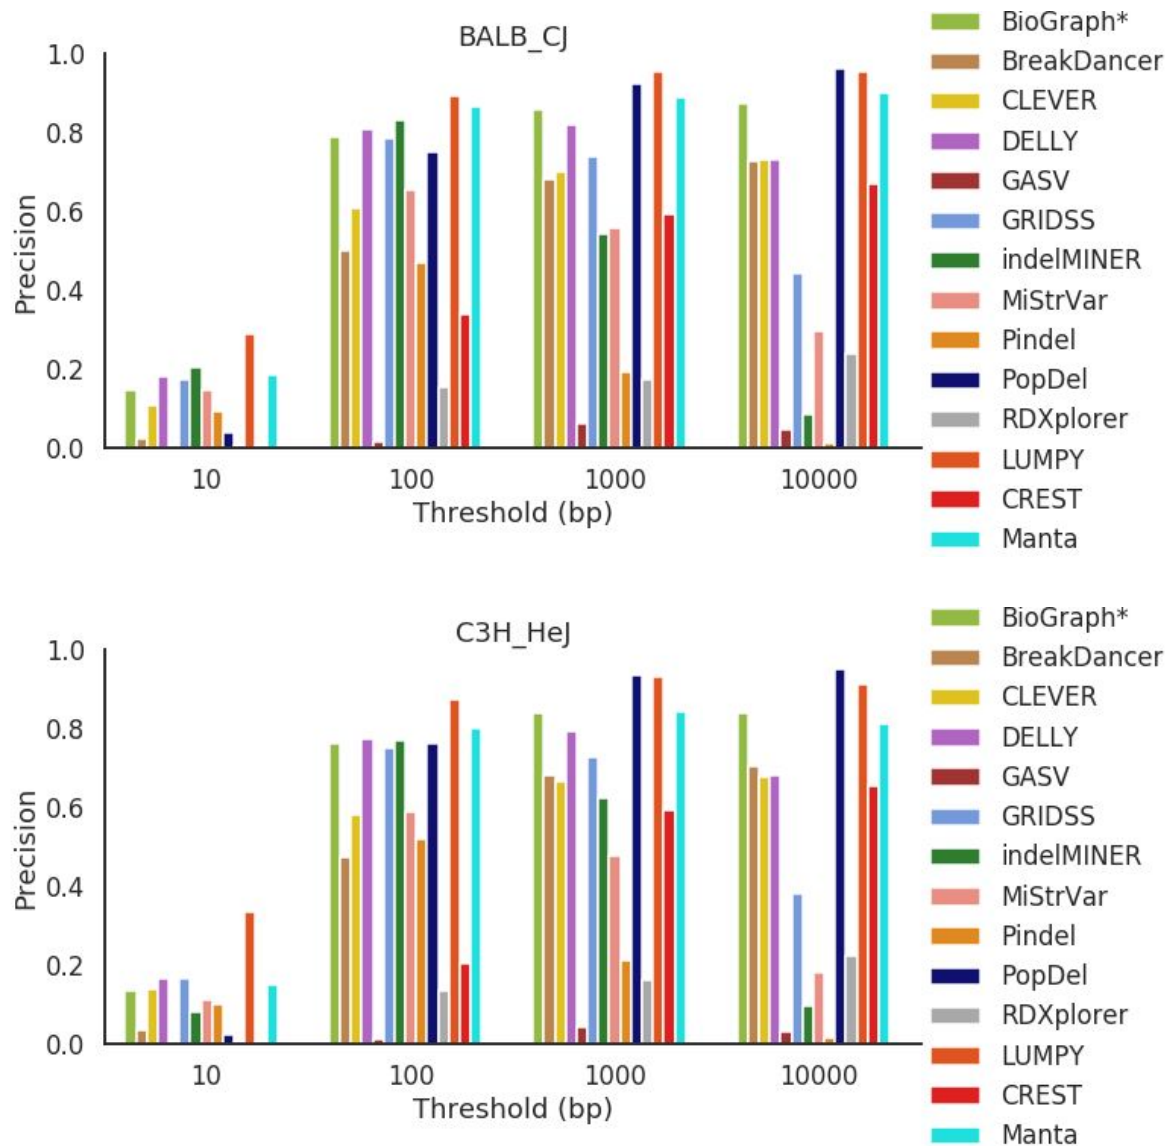 BALB_CJ
Precision
1.0
0.8
0.6
0.4
0.2
0.0
10 100 1000 10000
Threshold (bp)
BioGraph*
BreakDancer
CLEVER
DELLY
GASV
GRIDSS
indelMINER
MiStrVar
Pindel
PopDel
RDXplorer
LUMPY
CREST
Manta
C3H_HeJ
Precision
1.0
0.8
0.6
0.4
0.2
0.0
10 100 1000 10000
Threshold (bp)
BioGraph*
BreakDancer
CLEVER
DELLY
GASV
GRIDSS
indelMINER
MiStrVar
Pindel
PopDel
RDXplorer
LUMPY
CREST
Manta